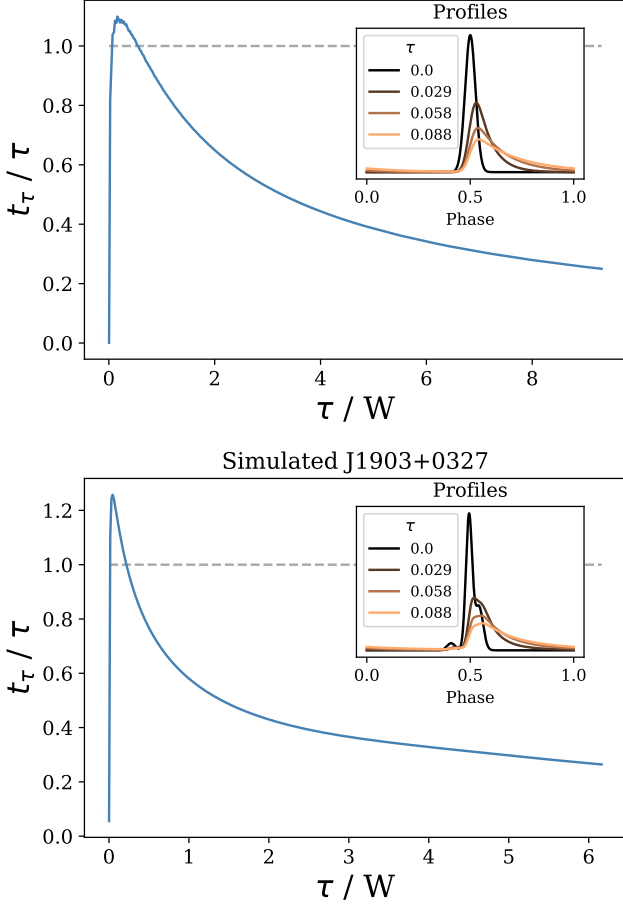 Profiles
τ
0.0
0.029
0.058
0.088
0.0 0.5 1.0
Phase
1.0
0.8
0.6
0.4
0.2
0.0
t_τ / τ
0 2 4 6 8
τ / W
Simulated J1903+0327
Profiles
τ
0.0
0.029
0.058
0.088
0.0 0.5 1.0
Phase
1.2
1.0
0.8
0.6
0.4
0.2
0.0
t_τ / τ
0 1 2 3 4 5 6
τ / W